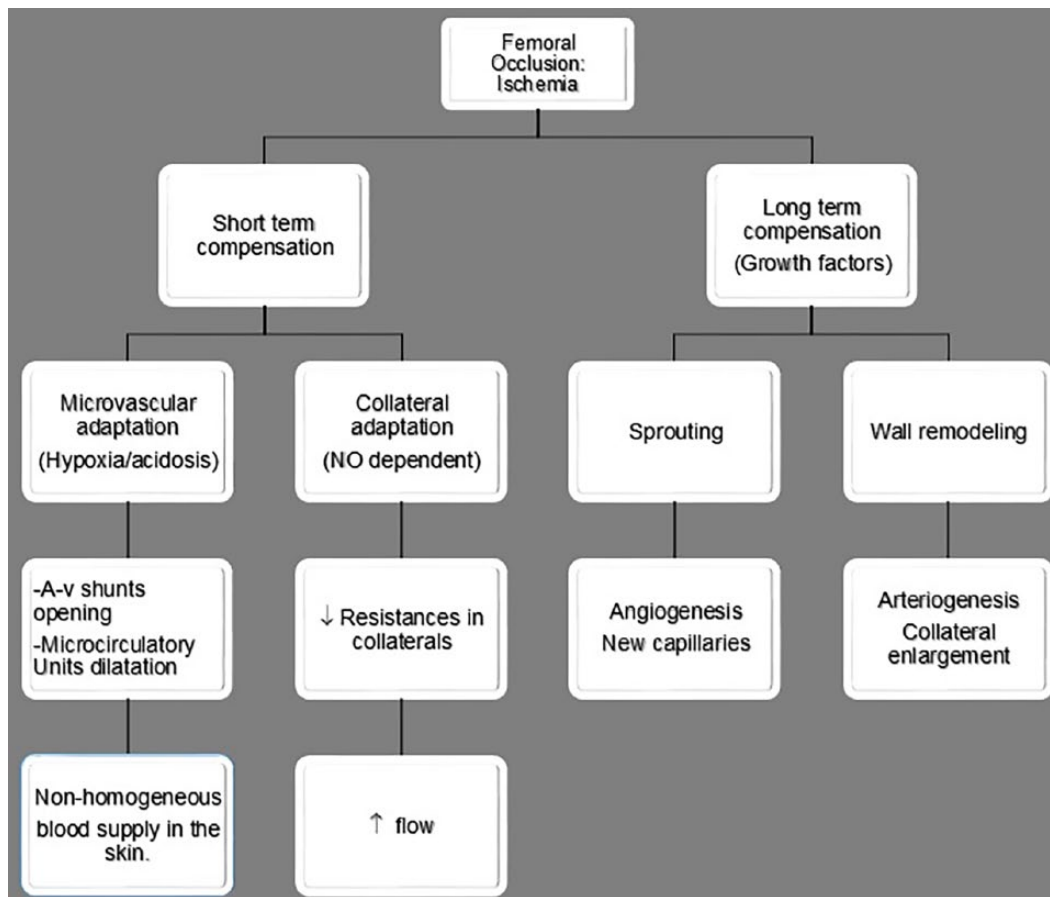 Femoral
Occlusion:
Ischemia
Short term
compensation
Long term
compensation
(Growth factors)
Microvascular
adaptation
(Hypoxia/acidosis)
Collateral
adaptation
(NO dependent)
Sprouting
Wall remodeling
-A-v shunts
opening
-Microcirculatory
Units dilatation
↓ Resistances in
collaterals
Angiogenesis
New capillaries
Arteriogenesis
Collateral
enlargement
Non-homogeneous
blood supply in the
skin.
↑ flow